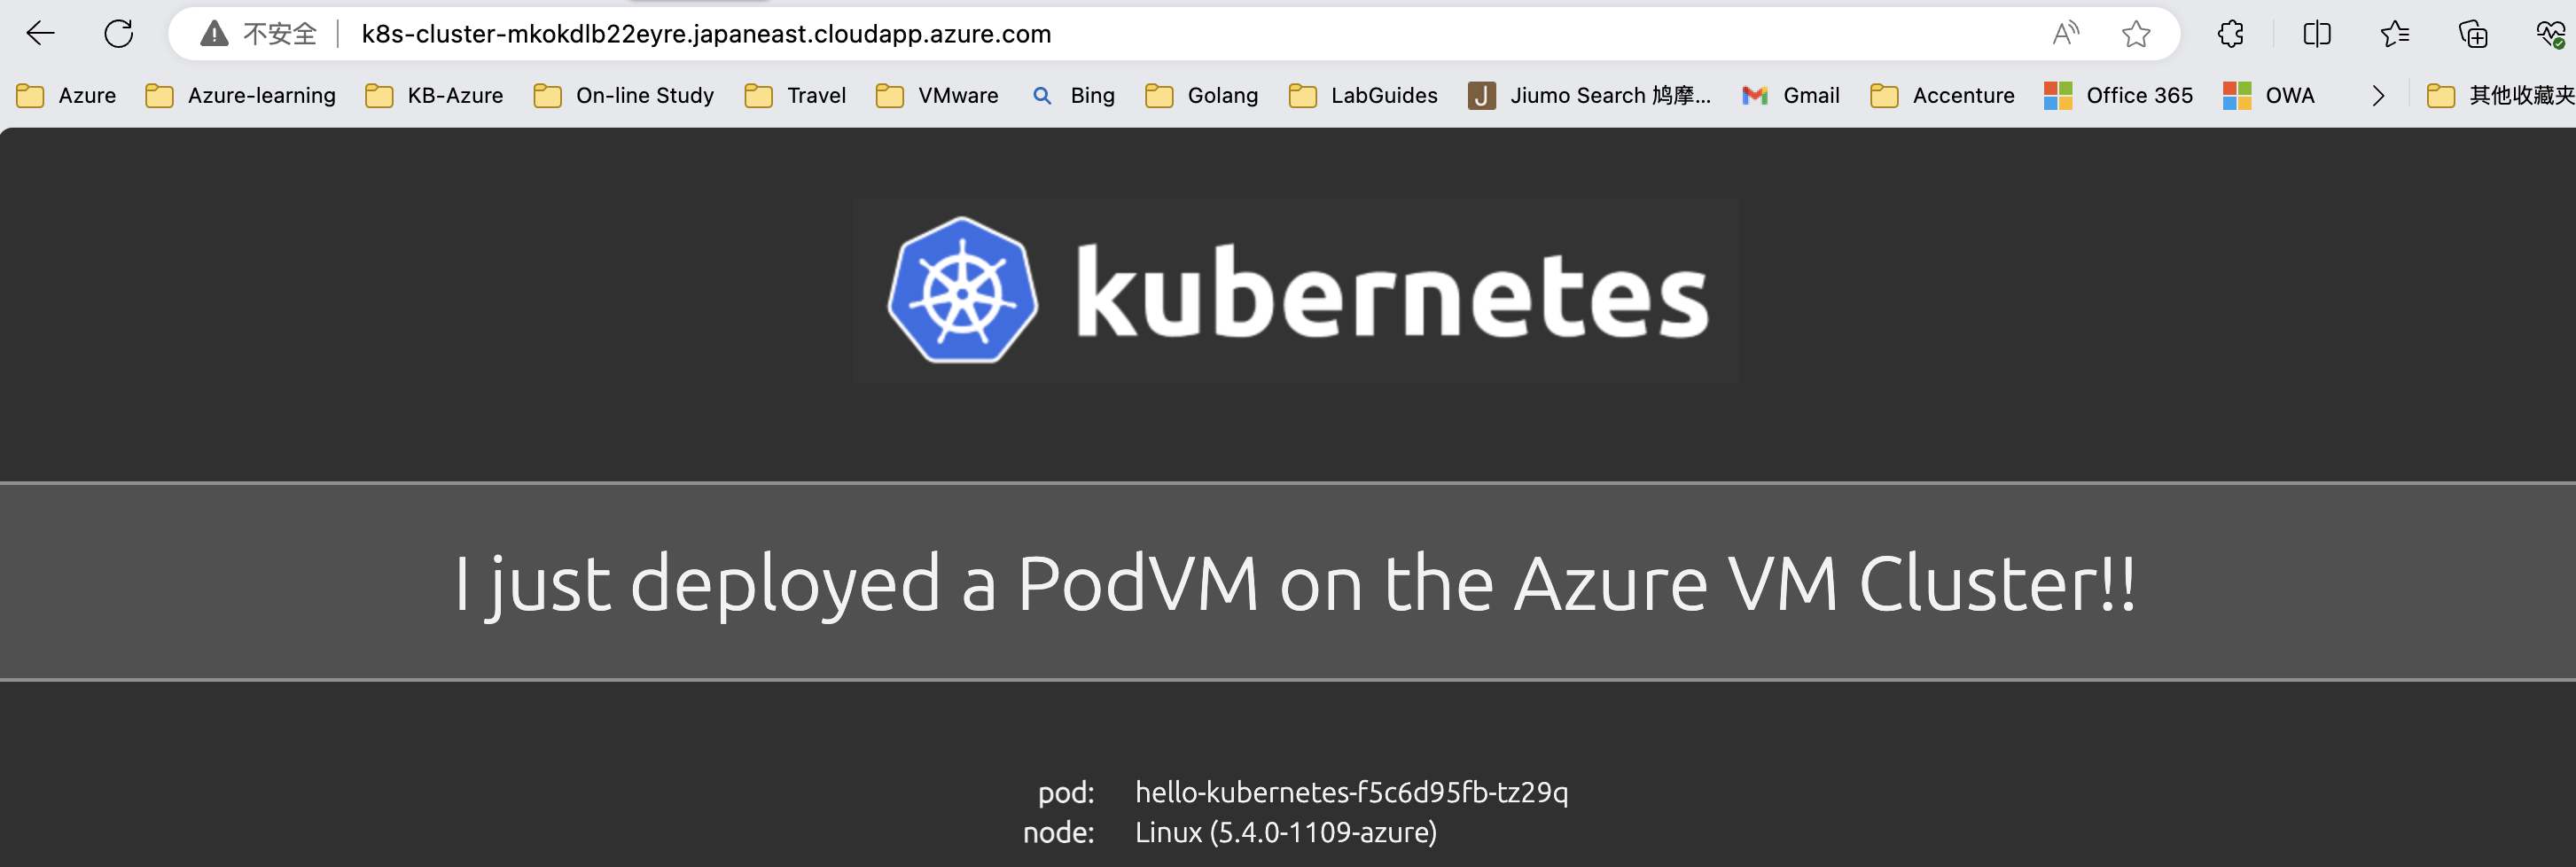 不安全 k8s-cluster-mkokdlb22eyre.japaneast.cloudapp.azure.com
Azure Azure-learning KB-Azure On-line Study Travel VMware Bing Golang LabGuides Jiumo Search 鸠摩... Gmail Accenture Office 365 OWA 其他收藏夹
kubernetes
I just deployed a PodVM on the Azure VM Cluster!!
pod: hello-kubernetes-f5c6d95fb-tz29q
node: Linux (5.4.0-1109-azure)